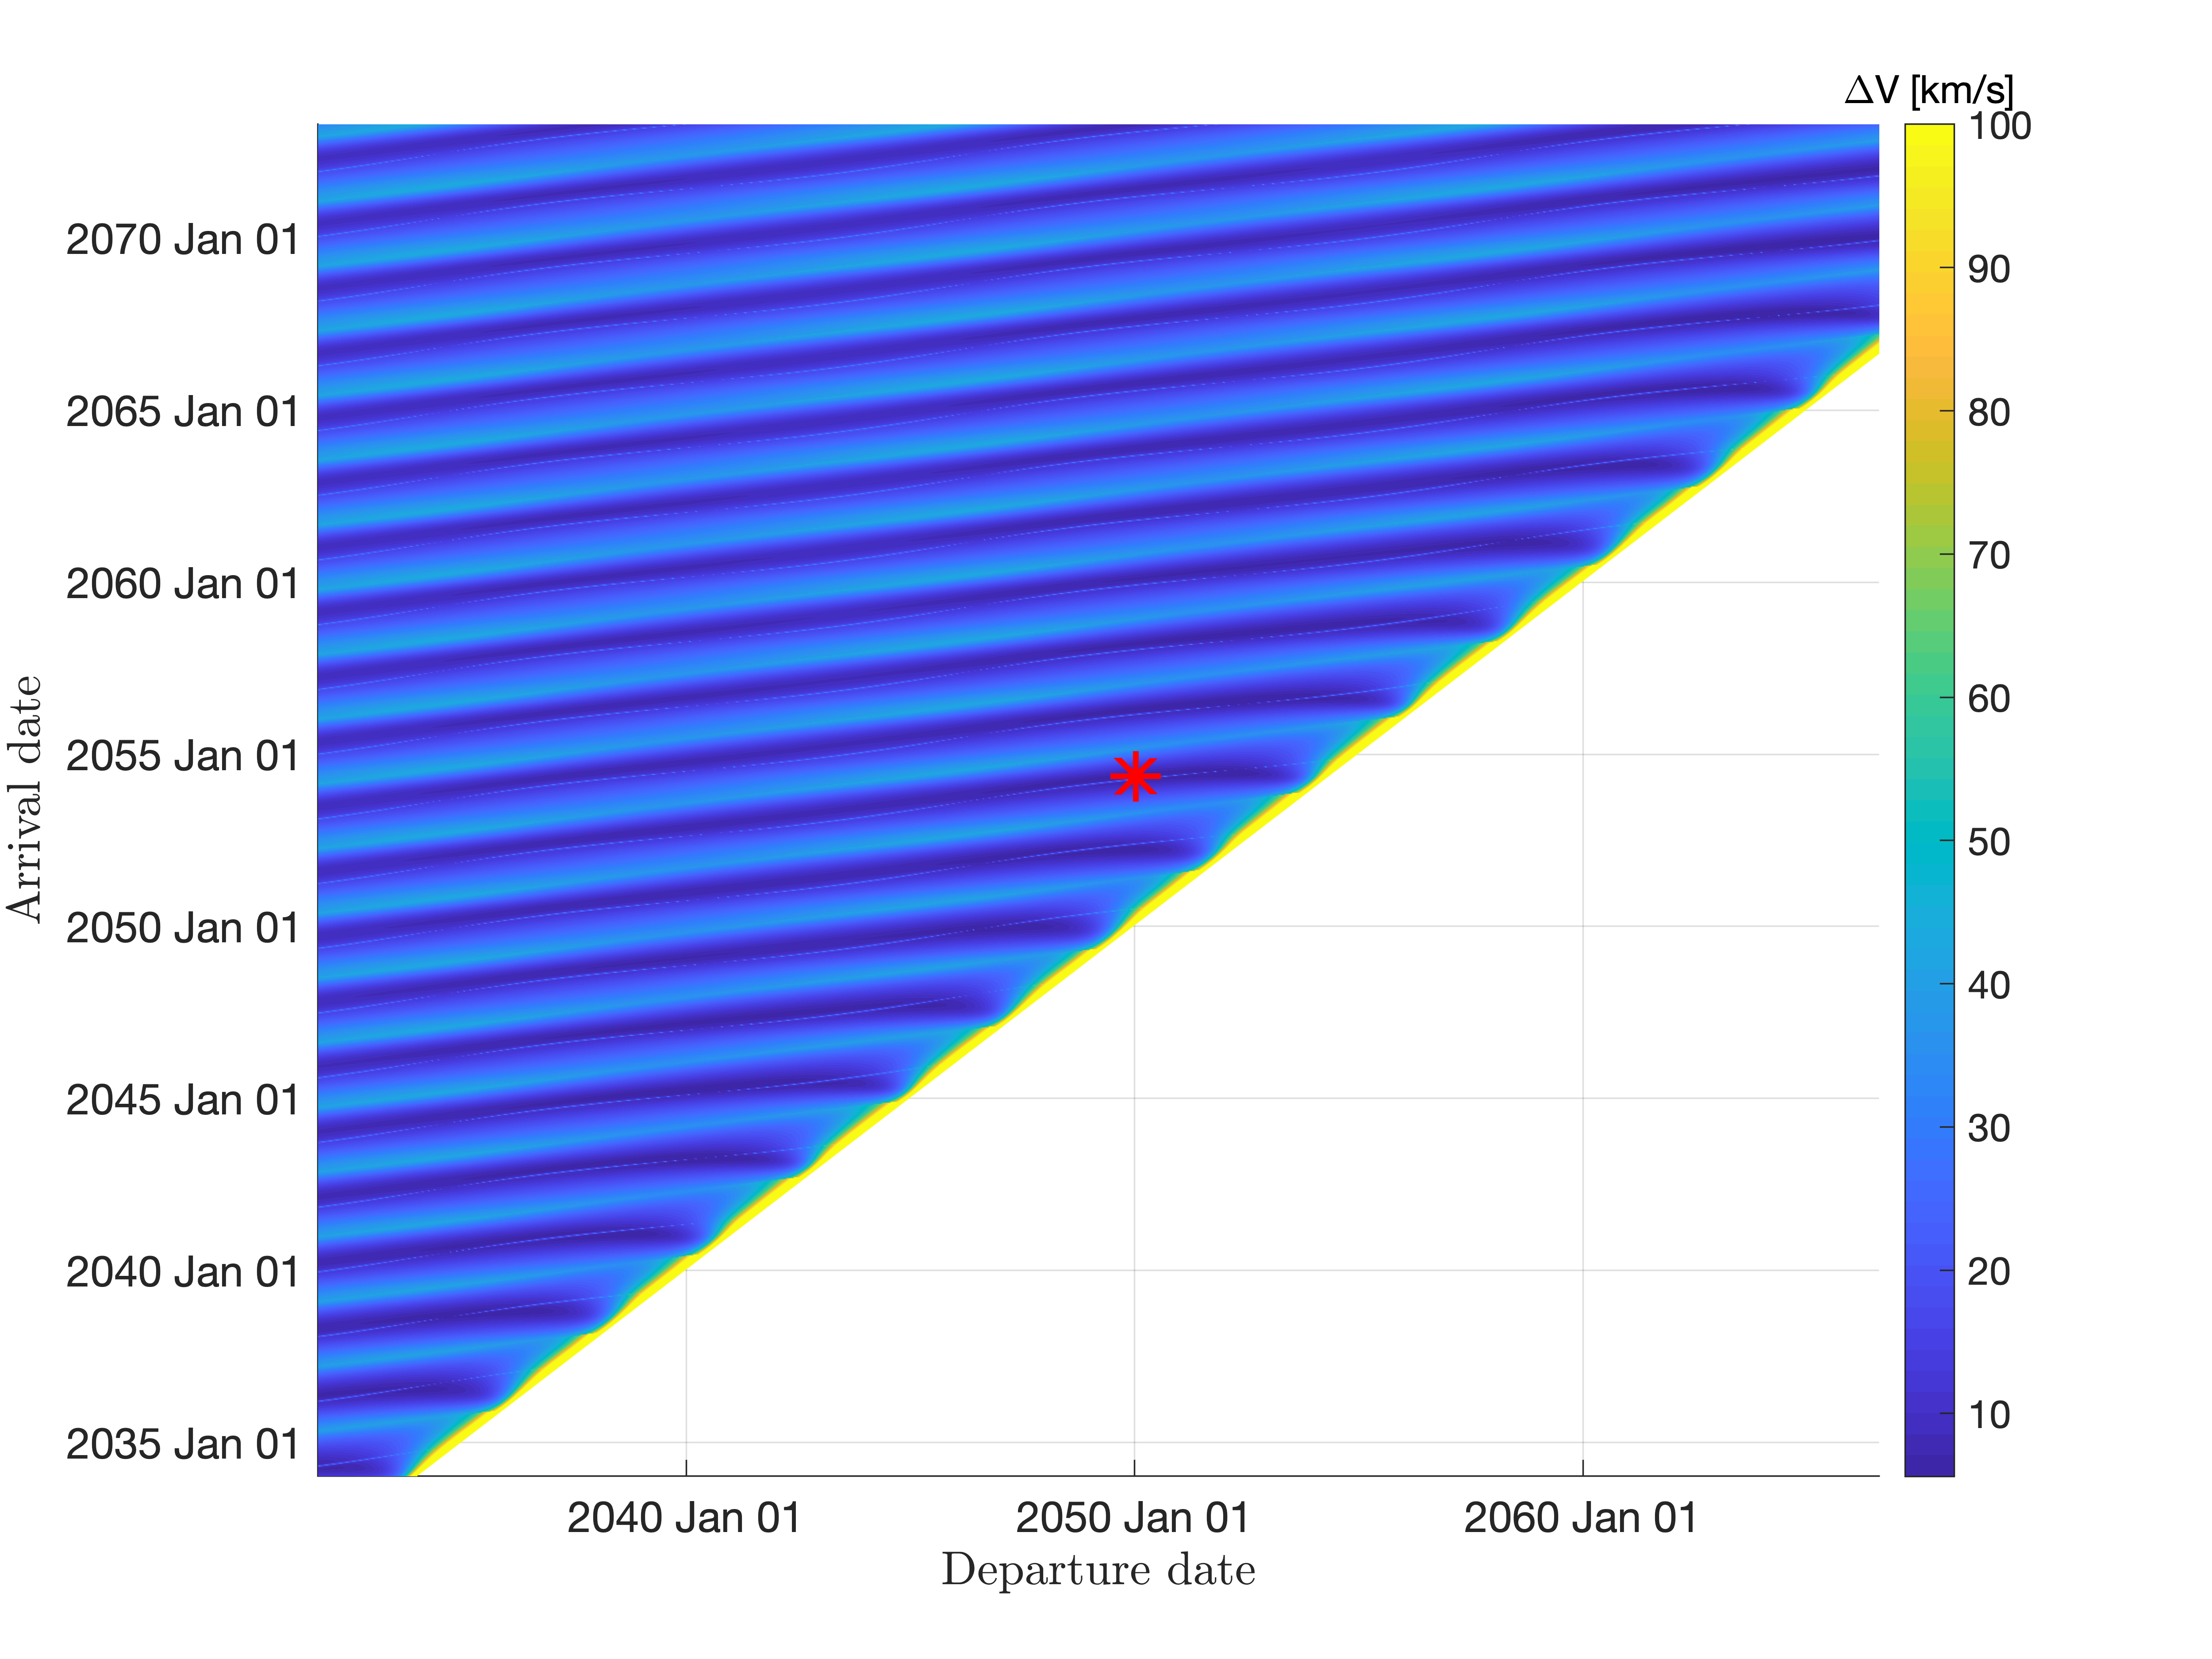 ΔV [km/s]
100
90
80
70
60
50
40
30
20
10
2070 Jan 01
2065 Jan 01
2060 Jan 01
2055 Jan 01
2050 Jan 01
2045 Jan 01
2040 Jan 01
2035 Jan 01
Arrival date
2040 Jan 01
2050 Jan 01
2060 Jan 01
Departure date